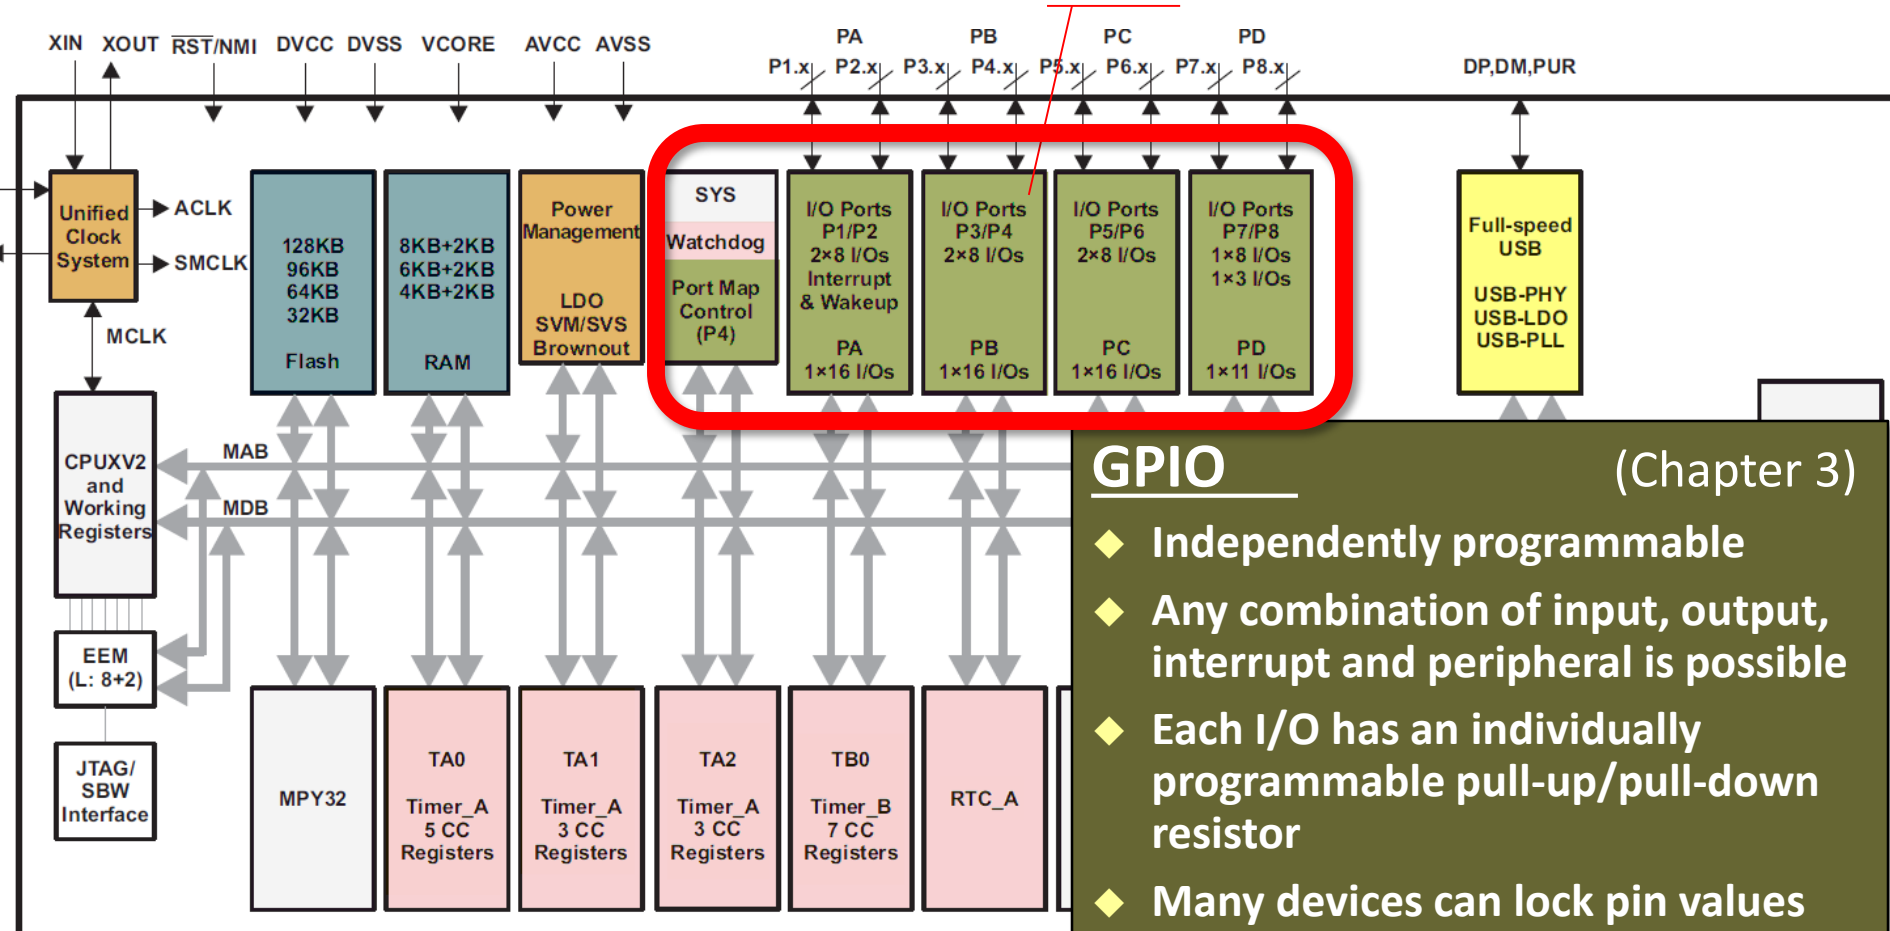 PA PB PC PD
XIN XOUT RST/NMI DVCC DVSS VCORE AVCC AVSS
P1.x P2.x P3.x P4.x P5.x P6.x P7.x P8.x
DP,DM,PUR
Unified
Clock
System
ACLK
SMCLK
MCLK
128KB
96KB
64KB
32KB
Flash
8KB+2KB
6KB+2KB
4KB+2KB
RAM
Power
Management
LDO
SVM/SVS
Brownout
SYS
Watchdog
Port Map
Control
(P4)
I/O Ports
P1/P2
2×8 I/Os
Interrupt
& Wakeup
PA
1×16 I/Os
I/O Ports
P3/P4
2×8 I/Os
PB
1×16 I/Os
I/O Ports
P5/P6
2×8 I/Os
PC
1×16 I/Os
I/O Ports
P7/P8
1×8 I/Os
1×3 I/Os
PD
1×11 I/Os
Full-speed
USB
USB-PHY
USB-LDO
USB-PLL
CPUXV2
and
Working
Registers
MAB
MDB
EEM
(L: 8+2)
JTAG/
SBW
Interface
MPY32
TA0
Timer_A
5 CC
Registers
TA1
Timer_A
3 CC
Registers
TA2
Timer_A
3 CC
Registers
TB0
Timer_B
7 CC
Registers
RTC_A
GPIO (Chapter 3)
◆ Independently programmable
◆ Any combination of input, output,
interrupt and peripheral is possible
◆ Each I/O has an individually
programmable pull-up/pull-down
resistor
◆ Many devices can lock pin values